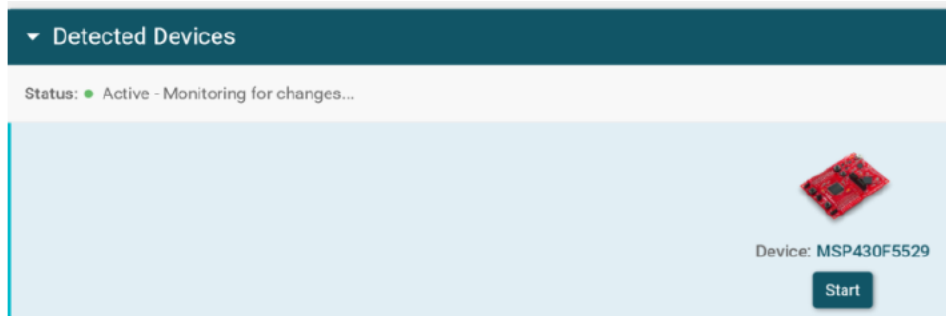 Detected Devices
Status: ● Active - Monitoring for changes...
Device: MSP430F5529
Start